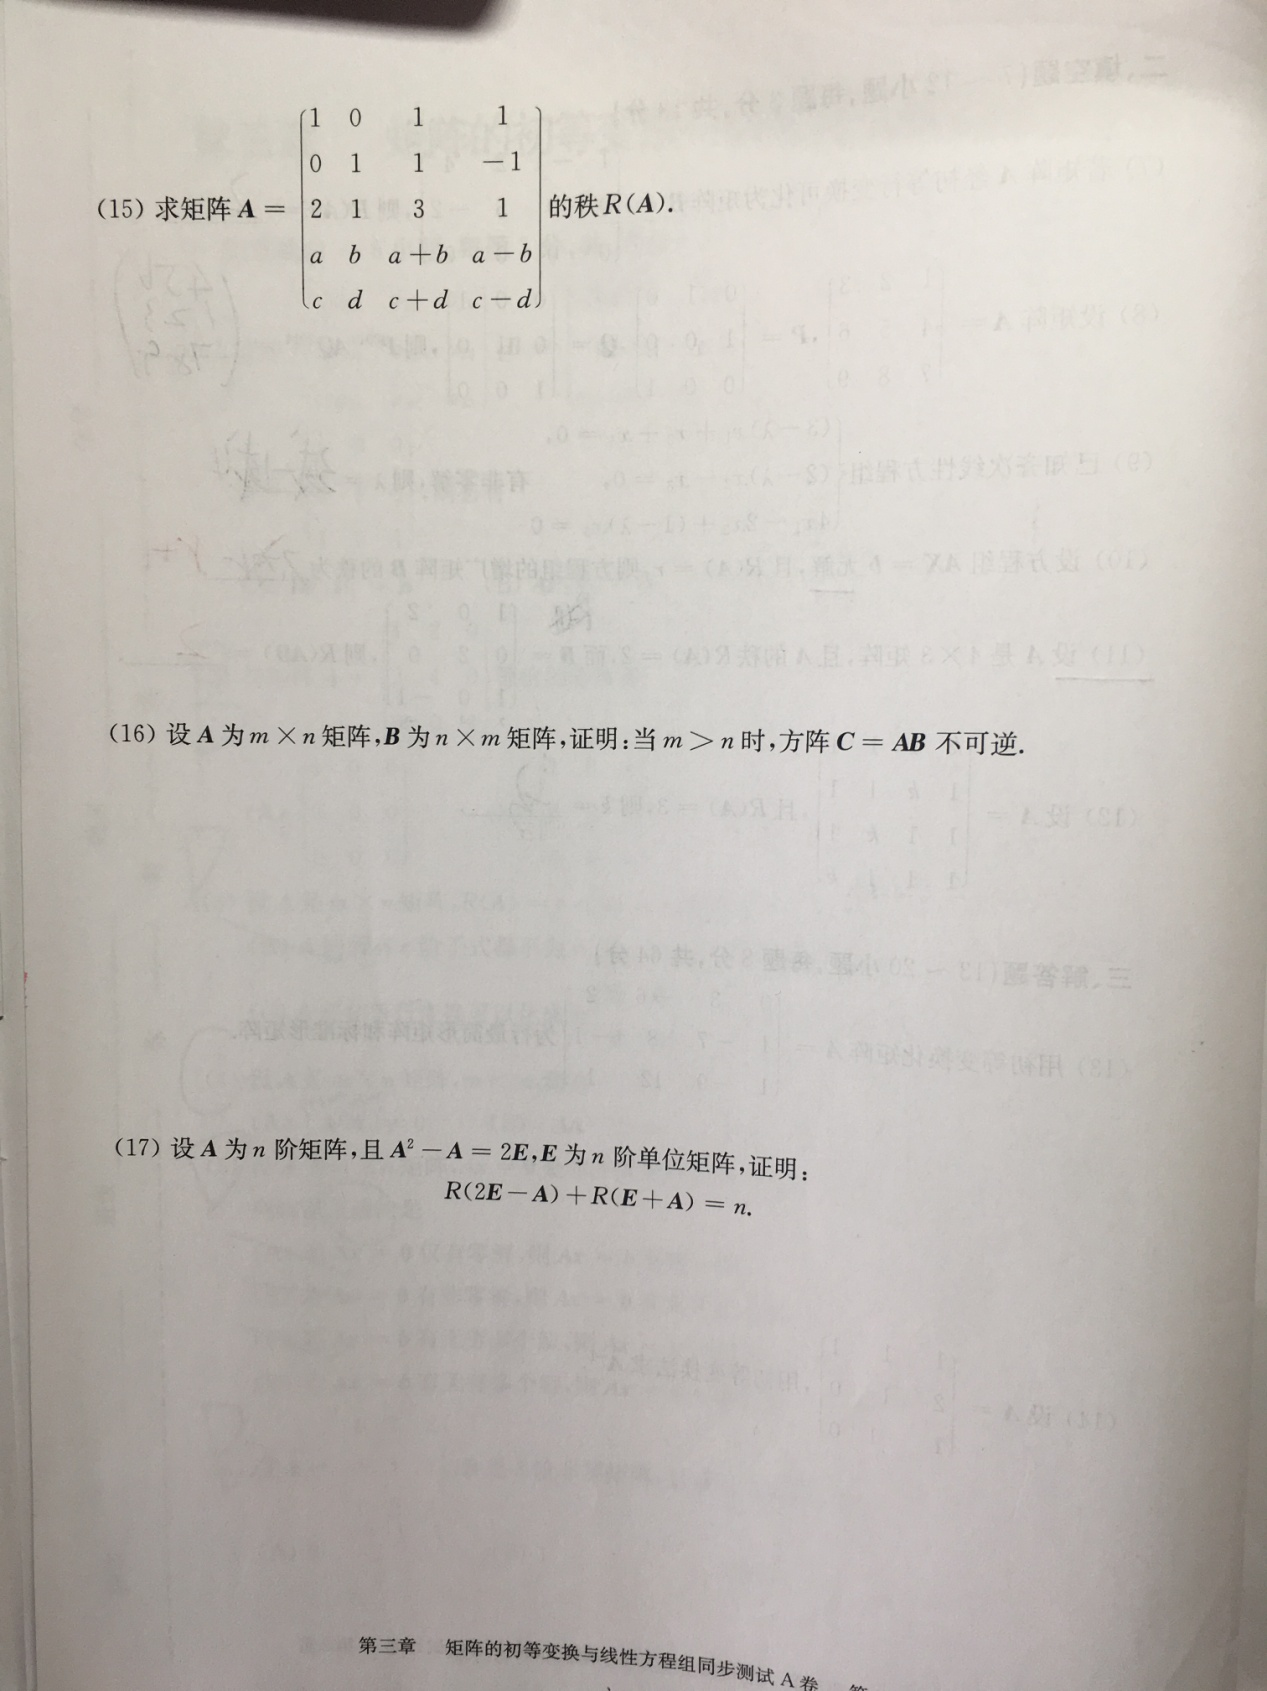 (15) 求矩阵 A = 的秩R(A).
1 0 1 1
0 1 1 −1
2 1 3 1
a b a+b a−b
c d c+d c−d
(16) 设 A 为 m×n 矩阵,B 为 n×m 矩阵,证明:当 m>n 时,方阵 C = AB 不可逆.
(17) 设 A 为 n 阶矩阵,且 A² − A = 2E,E 为 n 阶单位矩阵,证明:
R(2E−A)+R(E+A) = n.
第三章 矩阵的初等变换与线性方程组同步测试 A 卷